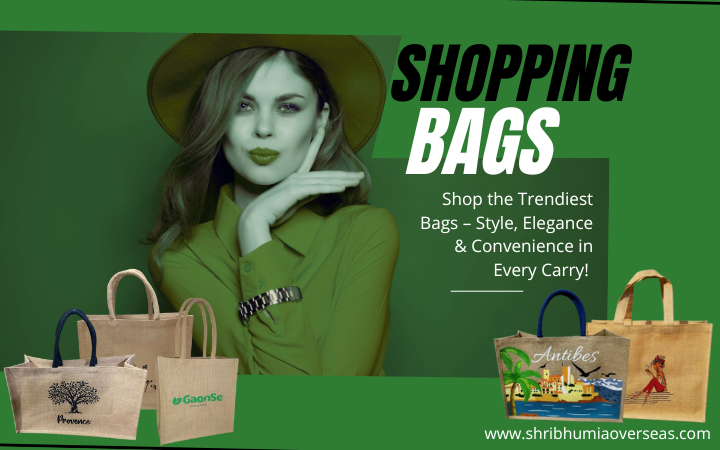 SHOPPING
BAGS
Shop the Trendiest
Bags – Style, Elegance
& Convenience in
Every Carry!
Provence
GaonSe
Antibes
www.shribhumiaoverseas.com